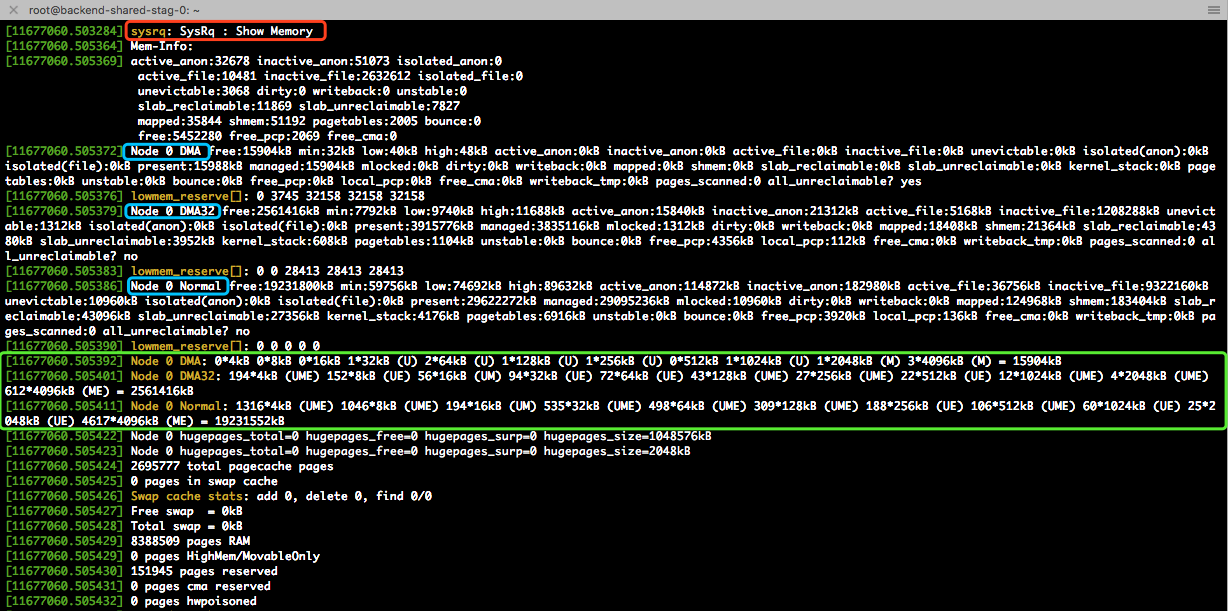 root@backend-shared-stag-0: ~
[11677060.503284] sysrq: SysRq : Show Memory
[11677060.505364] Mem-Info:
[11677060.505369] active_anon:32678 inactive_anon:51073 isolated_anon:0
active_file:10481 inactive_file:2632612 isolated_file:0
unevictable:3068 dirty:0 writeback:0 unstable:0
slab_reclaimable:11869 slab_unreclaimable:7827
mapped:35844 shmem:51192 pagetables:2005 bounce:0
free:5452280 free_pcp:2069 free_cma:0
[11677060.505372] Node 0 DMA free:15904kB min:32kB low:40kB high:48kB active_anon:0kB inactive_anon:0kB active_file:0kB inactive_file:0kB unevictable:0kB isolated(anon):0kB
isolated(file):0kB present:15988kB managed:15904kB mlocked:0kB dirty:0kB writeback:0kB mapped:0kB shmem:0kB slab_reclaimable:0kB slab_unreclaimable:0kB kernel_stack:0kB page
tables:0kB unstable:0kB bounce:0kB free_pcp:0kB local_pcp:0kB free_cma:0kB writeback_tmp:0kB pages_scanned:0 all_unreclaimable? yes
[11677060.505376] lowmem_reserve[]: 0 3745 32158 32158 32158
[11677060.505379] Node 0 DMA32 free:2561416kB min:7792kB low:9740kB high:11688kB active_anon:15840kB inactive_anon:21312kB active_file:5168kB inactive_file:1208288kB unevict
able:1312kB isolated(anon):0kB isolated(file):0kB present:3915776kB managed:3835116kB mlocked:1312kB dirty:0kB writeback:0kB mapped:18408kB shmem:21364kB slab_reclaimable:43
80kB slab_unreclaimable:3952kB kernel_stack:608kB pagetables:1104kB unstable:0kB bounce:0kB free_pcp:4356kB local_pcp:112kB free_cma:0kB writeback_tmp:0kB pages_scanned:0 al
l_unreclaimable? no
[11677060.505383] lowmem_reserve[]: 0 0 28413 28413 28413
[11677060.505386] Node 0 Normal free:19231800kB min:59756kB low:74692kB high:89632kB active_anon:114872kB inactive_anon:182980kB active_file:36756kB inactive_file:9322160kB
unevictable:10960kB isolated(anon):0kB isolated(file):0kB present:29622272kB managed:29095236kB mlocked:10960kB dirty:0kB writeback:0kB mapped:124968kB shmem:183404kB slab_r
eclaimable:43096kB slab_unreclaimable:27356kB kernel_stack:4176kB pagetables:6916kB unstable:0kB bounce:0kB free_pcp:3920kB local_pcp:136kB free_cma:0kB writeback_tmp:0kB pa
ges_scanned:0 all_unreclaimable? no
[11677060.505390] lowmem_reserve[]: 0 0 0 0 0
[11677060.505392] Node 0 DMA: 0*4kB 0*8kB 0*16kB 1*32kB (U) 2*64kB (U) 1*128kB (U) 1*256kB (U) 0*512kB 1*1024kB (U) 1*2048kB (M) 3*4096kB (M) = 15904kB
[11677060.505401] Node 0 DMA32: 194*4kB (UME) 152*8kB (UE) 56*16kB (UM) 94*32kB (UE) 72*64kB (UE) 43*128kB (UME) 27*256kB (UME) 22*512kB (UE) 12*1024kB (UME) 4*2048kB (UME)
612*4096kB (ME) = 2561416kB
[11677060.505411] Node 0 Normal: 1316*4kB (UME) 1046*8kB (UME) 194*16kB (UM) 535*32kB (UME) 498*64kB (UME) 309*128kB (UME) 188*256kB (UE) 106*512kB (UME) 60*1024kB (UE) 25*2
048kB (UE) 4617*4096kB (ME) = 19231552kB
[11677060.505422] Node 0 hugepages_total=0 hugepages_free=0 hugepages_surp=0 hugepages_size=1048576kB
[11677060.505423] Node 0 hugepages_total=0 hugepages_free=0 hugepages_surp=0 hugepages_size=2048kB
[11677060.505424] 2695777 total pagecache pages
[11677060.505425] 0 pages in swap cache
[11677060.505426] Swap cache stats: add 0, delete 0, find 0/0
[11677060.505427] Free swap  = 0kB
[11677060.505428] Total swap = 0kB
[11677060.505429] 8388509 pages RAM
[11677060.505429] 0 pages HighMem/MovableOnly
[11677060.505430] 151945 pages reserved
[11677060.505431] 0 pages cma reserved
[11677060.505432] 0 pages hwpoisoned